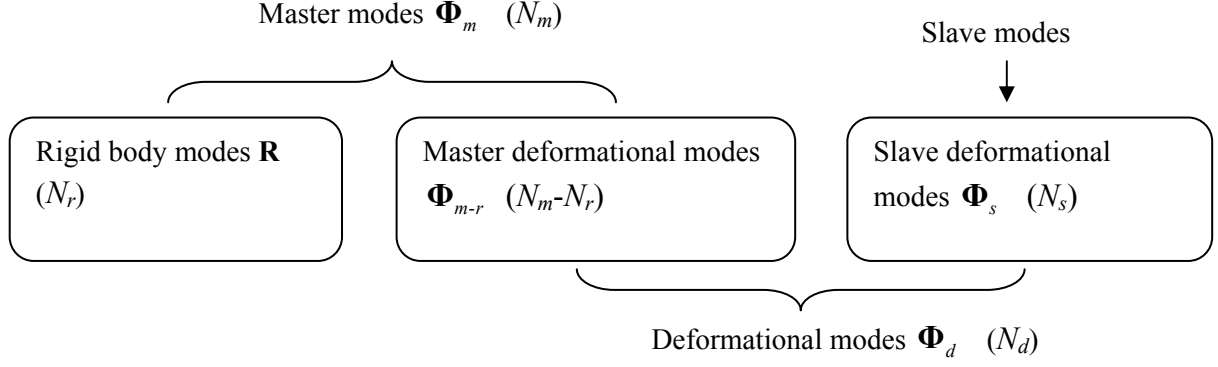 Master modes Φm (Nm)
Slave modes
Rigid body modes R
(Nr)
Master deformational modes
Φm-r (Nm-Nr)
Slave deformational
modes Φs (Ns)
Deformational modes Φd (Nd)